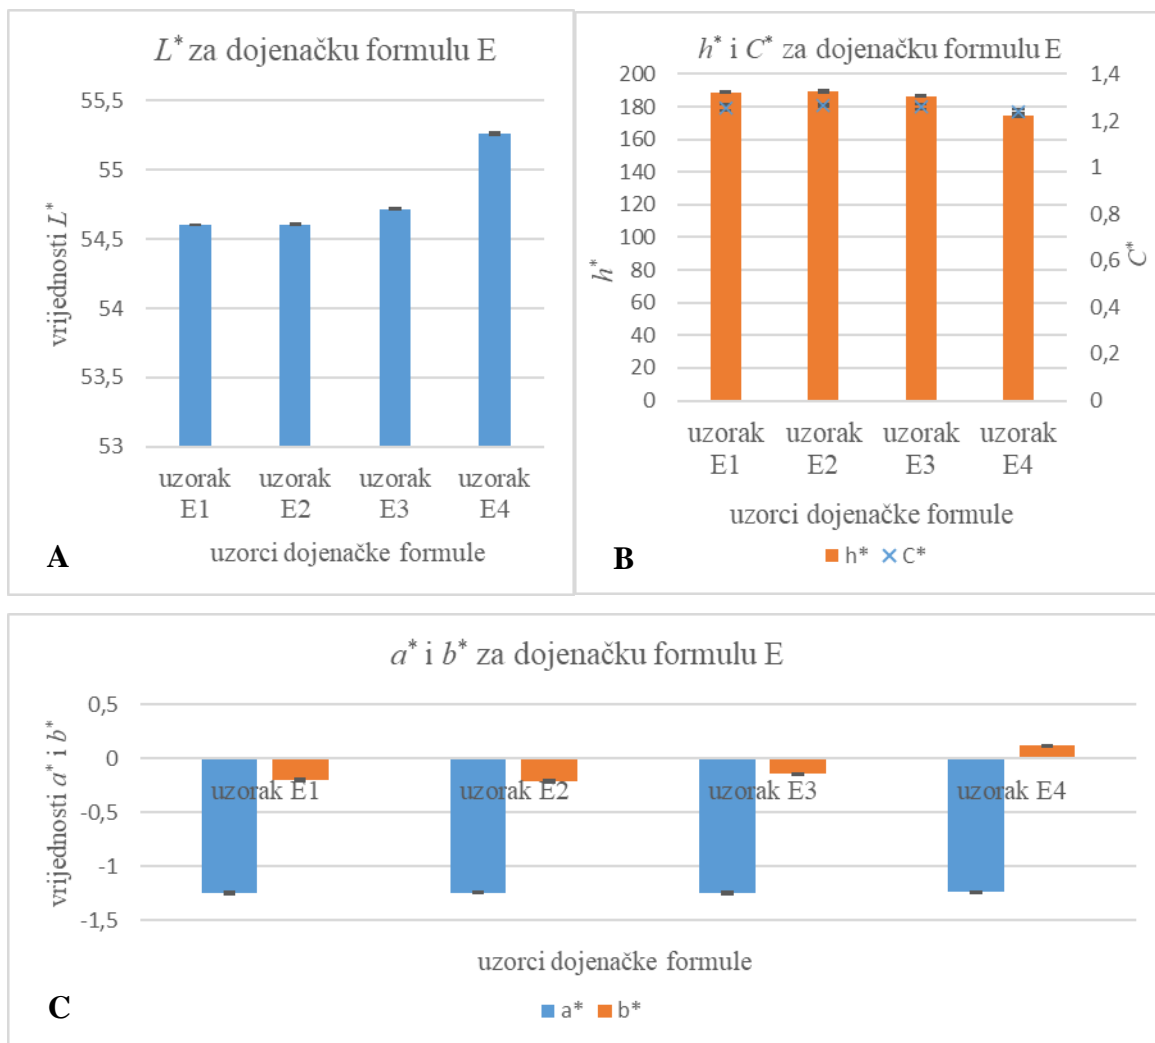 L* za dojenačku formulu E
55,5
55
54,5
54
53,5
53
vrijednosti L*
uzorak E1
uzorak E2
uzorak E3
uzorak E4
uzorci dojenačke formule
A
h* i C* za dojenačku formulu E
200
180
160
140
120
100
80
60
40
20
0
h*
1,4
1,2
1
0,8
0,6
0,4
0,2
0
C*
uzorak E1
uzorak E2
uzorak E3
uzorak E4
uzorci dojenačke formule
h* C*
B
a* i b* za dojenačku formulu E
0,5
0
-0,5
-1
-1,5
vrijednosti a* i b*
uzorak E1
uzorak E2
uzorak E3
uzorak E4
uzorci dojenačke formule
a* b*
C